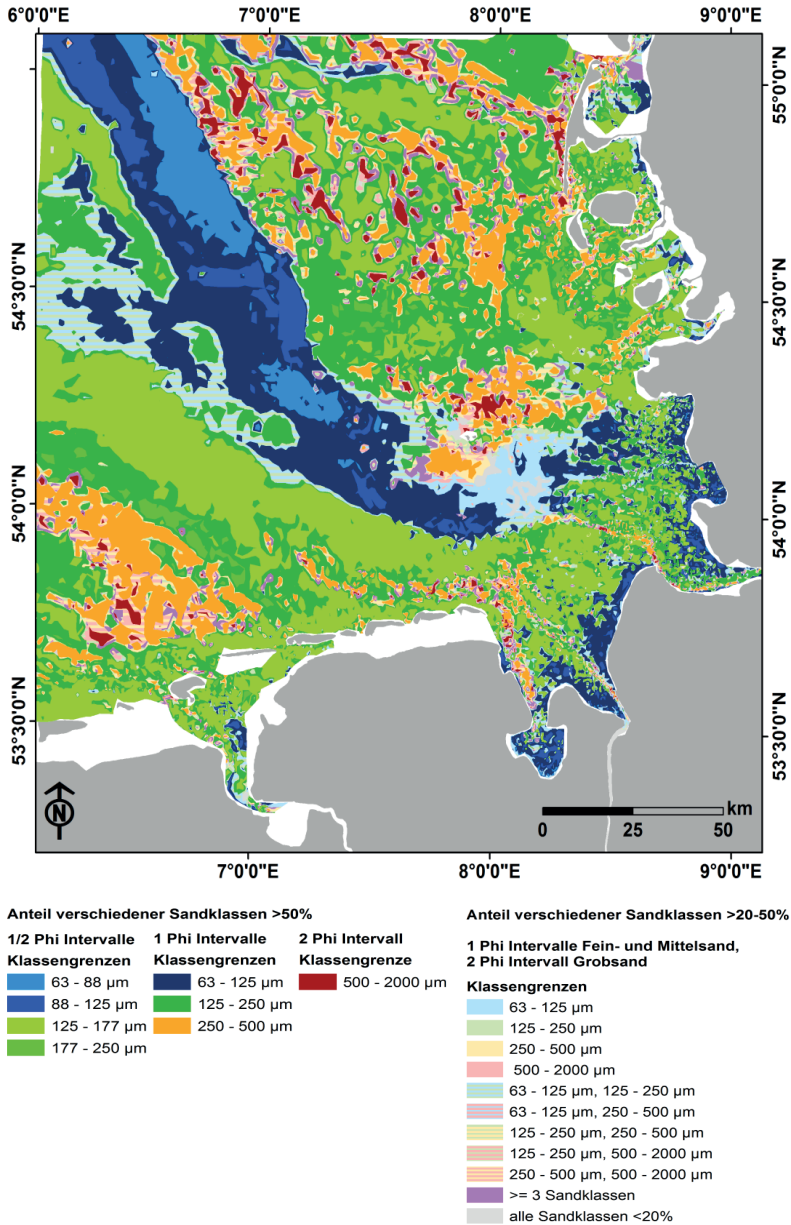 6°0'0"E
7°0'0"E
8°0'0"E
9°0'0"E
55°0'0"N
54°30'0"N
54°30'0"N
54°0'0"N
54°0'0"N
53°30'0"N
53°30'0"N
N
km
0 25 50
7°0'0"E
8°0'0"E
9°0'0"E
Anteil verschiedener Sandklassen >50%
1/2 Phi Intervalle
Klassengrenzen
63 - 88 µm
88 - 125 µm
125 - 177 µm
177 - 250 µm
1 Phi Intervalle
Klassengrenzen
63 - 125 µm
125 - 250 µm
250 - 500 µm
2 Phi Intervall
Klassengrenze
500 - 2000 µm
Anteil verschiedener Sandklassen >20-50%
1 Phi Intervalle Fein- und Mittelsand,
2 Phi Intervall Grobsand
Klassengrenzen
63 - 125 µm
125 - 250 µm
250 - 500 µm
500 - 2000 µm
63 - 125 µm, 125 - 250 µm
63 - 125 µm, 250 - 500 µm
125 - 250 µm, 250 - 500 µm
125 - 250 µm, 500 - 2000 µm
250 - 500 µm, 500 - 2000 µm
>= 3 Sandklassen
alle Sandklassen <20%